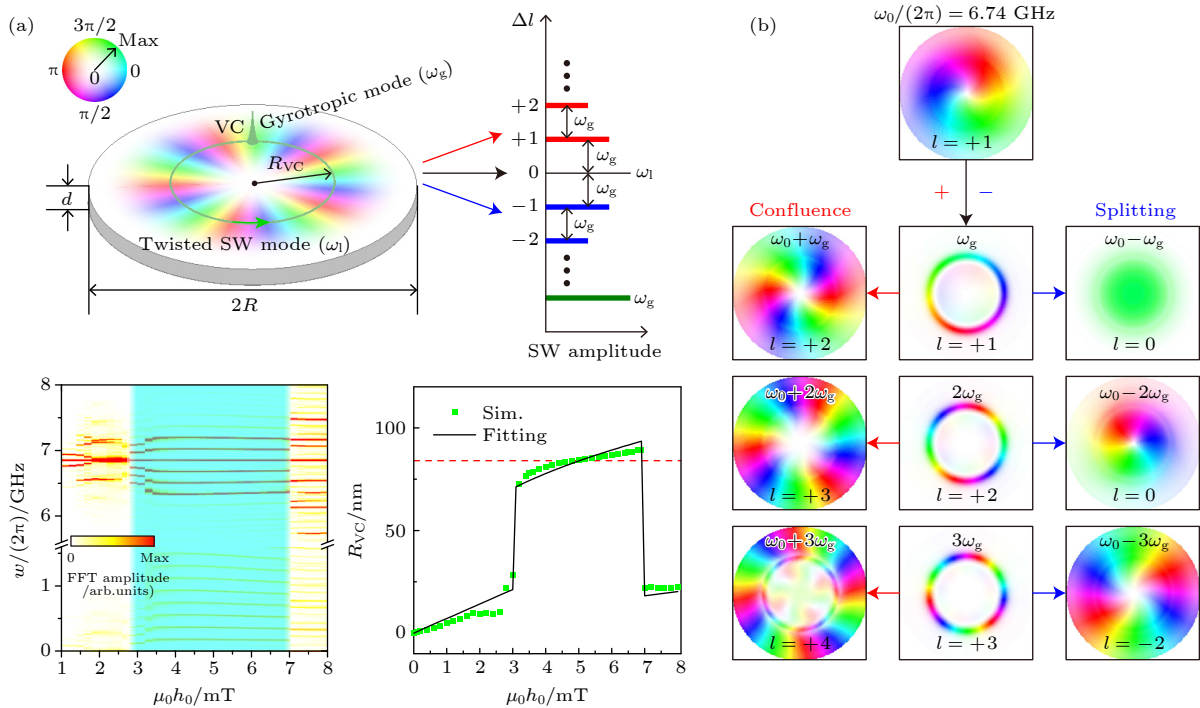 (a)
3π/2
Max
π
0
0
π/2
VC
Gyrotropic mode (ωg)
RVC
d
Twisted SW mode (ωl)
2R
Δl
+2
ωg
+1
ωg
0
ωl
ωg
−1
ωg
−2
ωg
SW amplitude
8
7
6
1
0
w/(2π)/GHz
0
Max
FFT amplitude
/arb.units)
1 2 3 4 5 6 7 8
μ0h0/mT
Sim.
Fitting
100
50
0
RVC/nm
0 1 2 3 4 5 6 7 8
μ0h0/mT
(b)
ω0/(2π) = 6.74 GHz
l = +1
+
−
Confluence
Splitting
ω0+ωg
l = +2
ωg
l = +1
ω0−ωg
l = 0
ω0+2ωg
l = +3
2ωg
l = +2
ω0−2ωg
l = 0
ω0+3ωg
l = +4
3ωg
l = +3
ω0−3ωg
l = −2